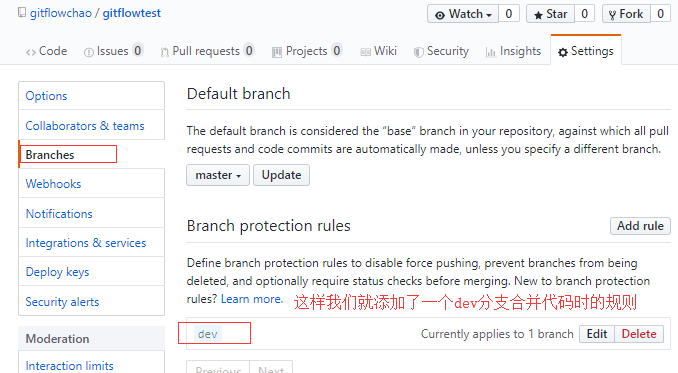 gitflowchao / gitflowtest
Watch 0 Star 0 Fork 0
Code Issues 0 Pull requests 0 Projects 0 Wiki Security Insights Settings
Options
Collaborators & teams
Branches
Webhooks
Notifications
Integrations & services
Deploy keys
Security alerts
Moderation
Interaction limits
Default branch
The default branch is considered the “base” branch in your repository, against which all pull
requests and code commits are automatically made, unless you specify a different branch.
master Update
Branch protection rules
Add rule
Define branch protection rules to disable force pushing, prevent branches from being
deleted, and optionally require status checks before merging. New to branch protection
rules? Learn more.
这样我们就添加了一个dev分支合并代码时的规则
dev Currently applies to 1 branch Edit Delete
Previous Next